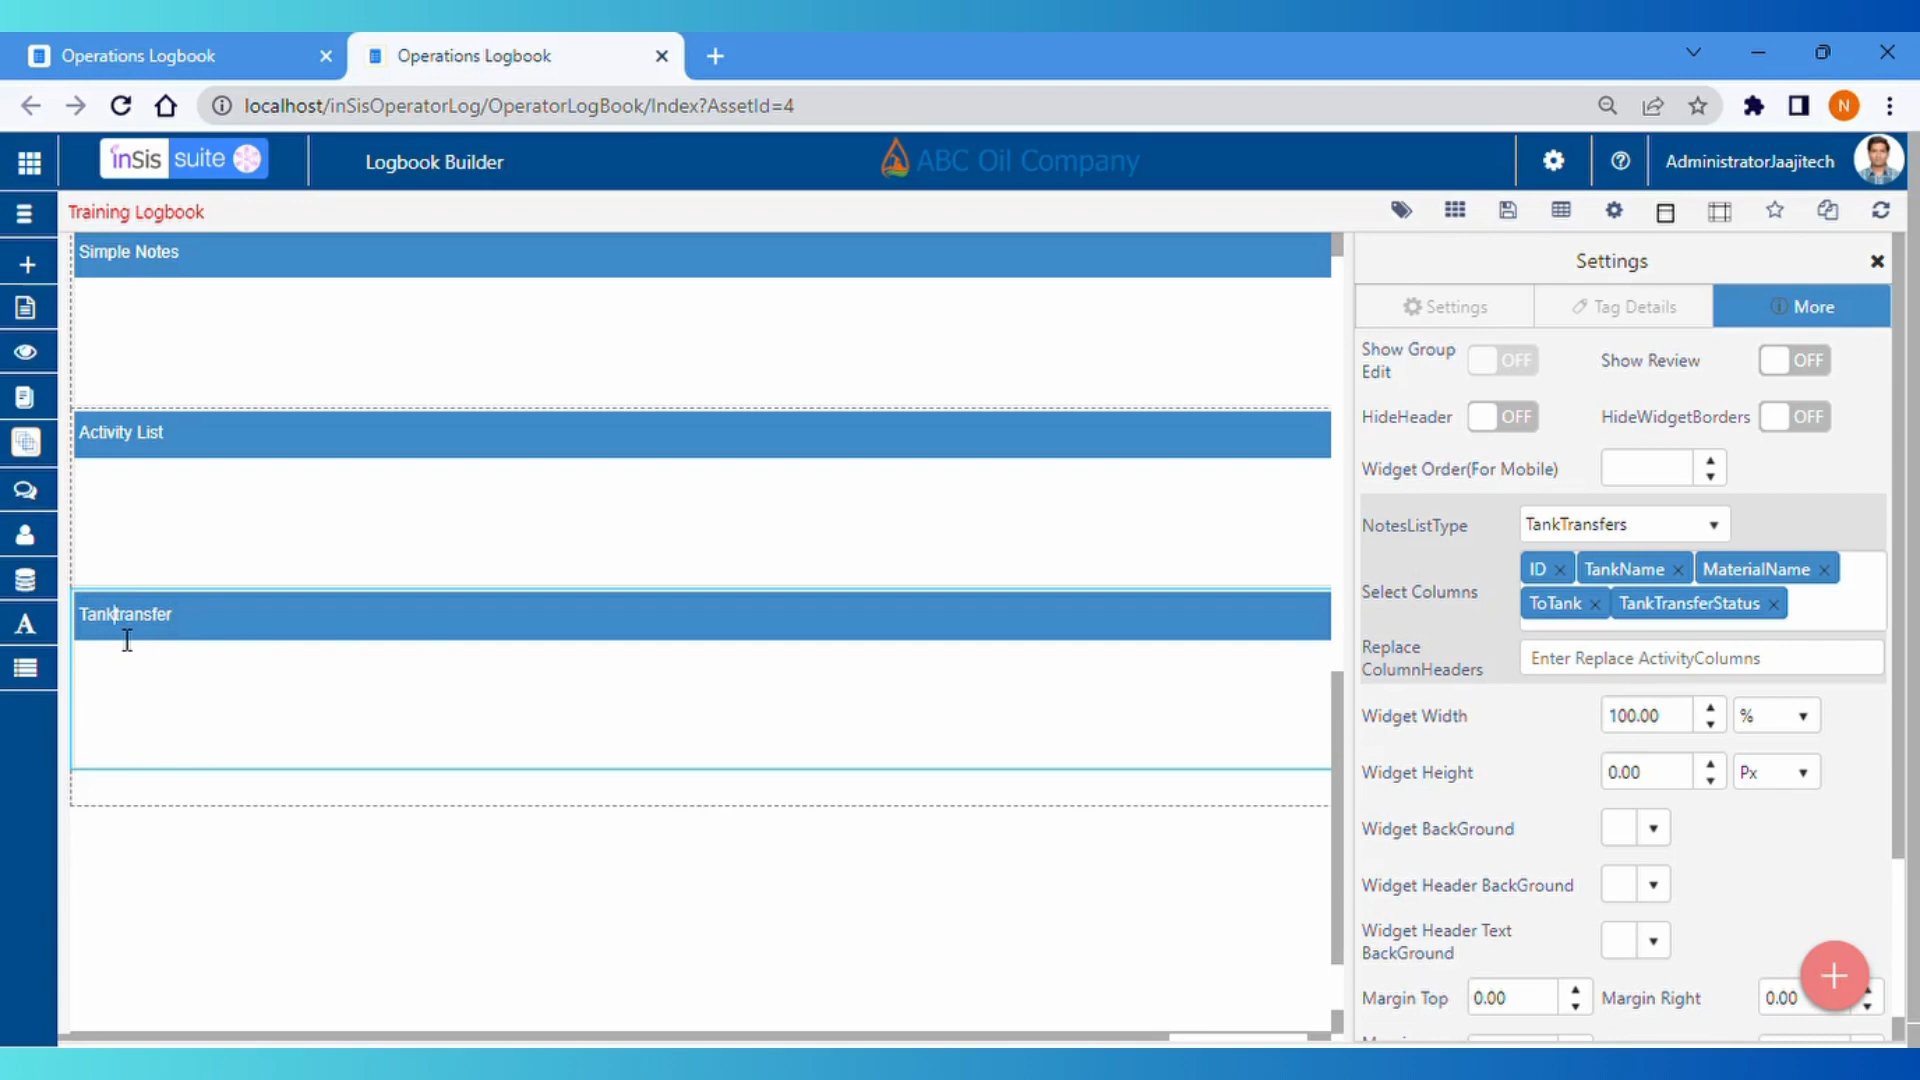 Operations Logbook
Operations Logbook
localhost/inSisOperatorLog/OperatorLogBook/Index?AssetId=4
N
inSis suite
Logbook Builder
ABC Oil Company
AdministratorJaajitech
Training Logbook
Simple Notes
Activity List
Tanktransfer
Settings
Settings
Tag Details
More
Show Group Edit
OFF
Show Review
OFF
HideHeader
OFF
HideWidgetBorders
OFF
Widget Order(For Mobile)
NotesListType
TankTransfers
Select Columns
ID
TankName
MaterialName
ToTank
TankTransferStatus
Replace ColumnHeaders
Enter Replace ActivityColumns
Widget Width
100.00
%
Widget Height
0.00
Px
Widget BackGround
Widget Header BackGround
Widget Header Text BackGround
Margin Top
0.00
Margin Right
0.00